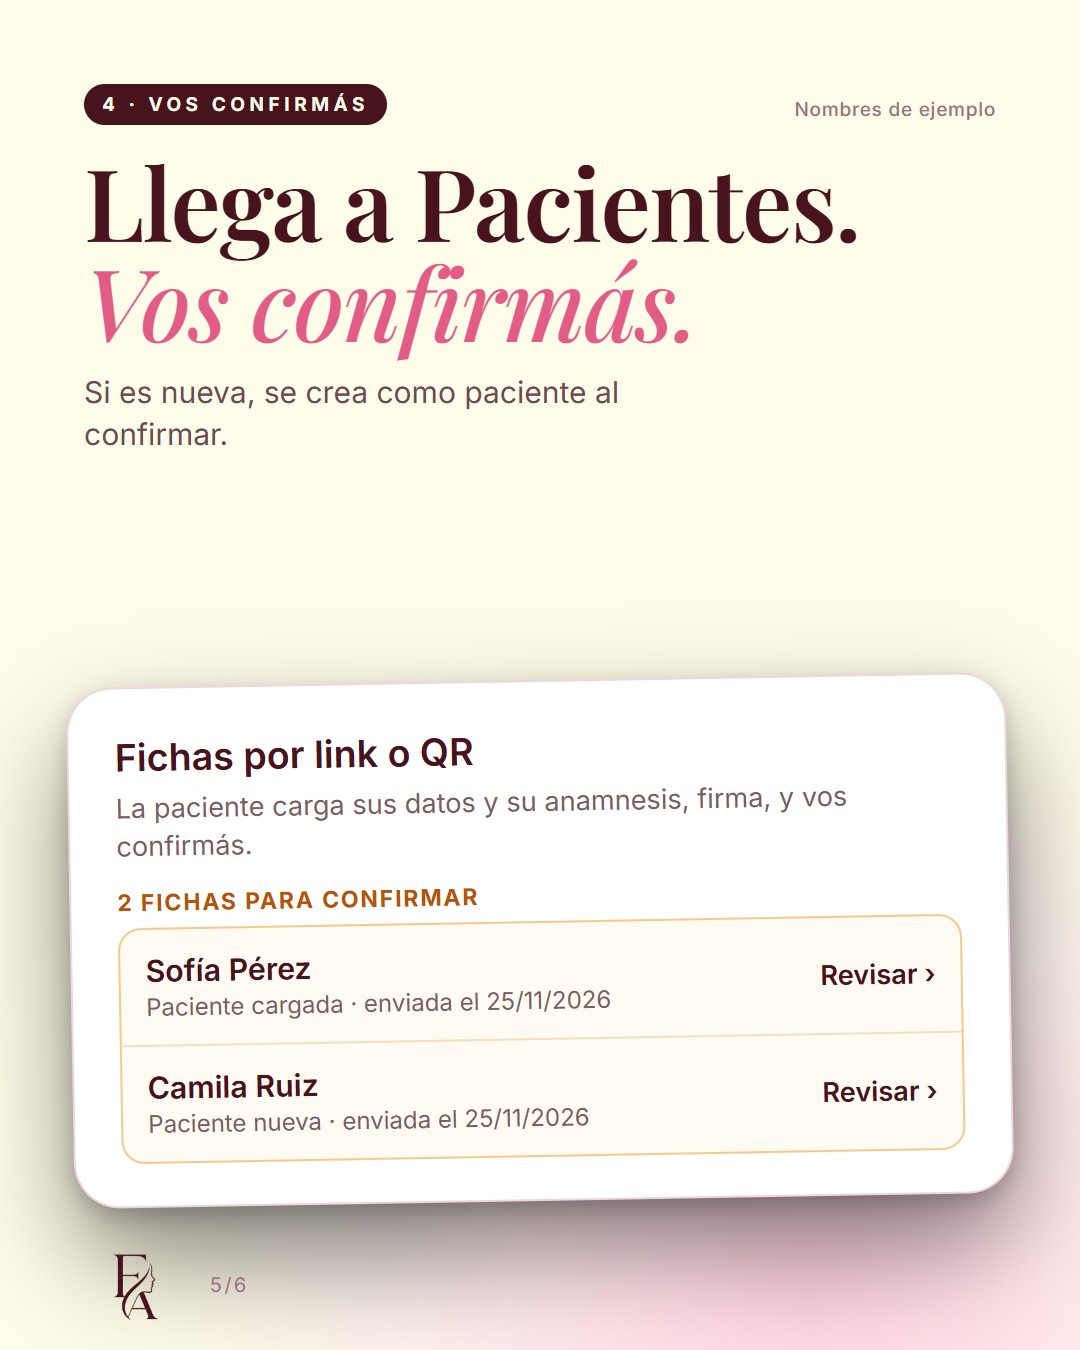 4 · VOS CONFIRMÁS
Nombres de ejemplo
Llega a Pacientes.
Vos confirmás.
Si es nueva, se crea como paciente al
confirmar.
Fichas por link o QR
La paciente carga sus datos y su anamnesis, firma, y vos
confirmás.
2 FICHAS PARA CONFIRMAR
Sofía Pérez
Paciente cargada · enviada el 25/11/2026
Revisar ›
Camila Ruiz
Paciente nueva · enviada el 25/11/2026
Revisar ›
5/6